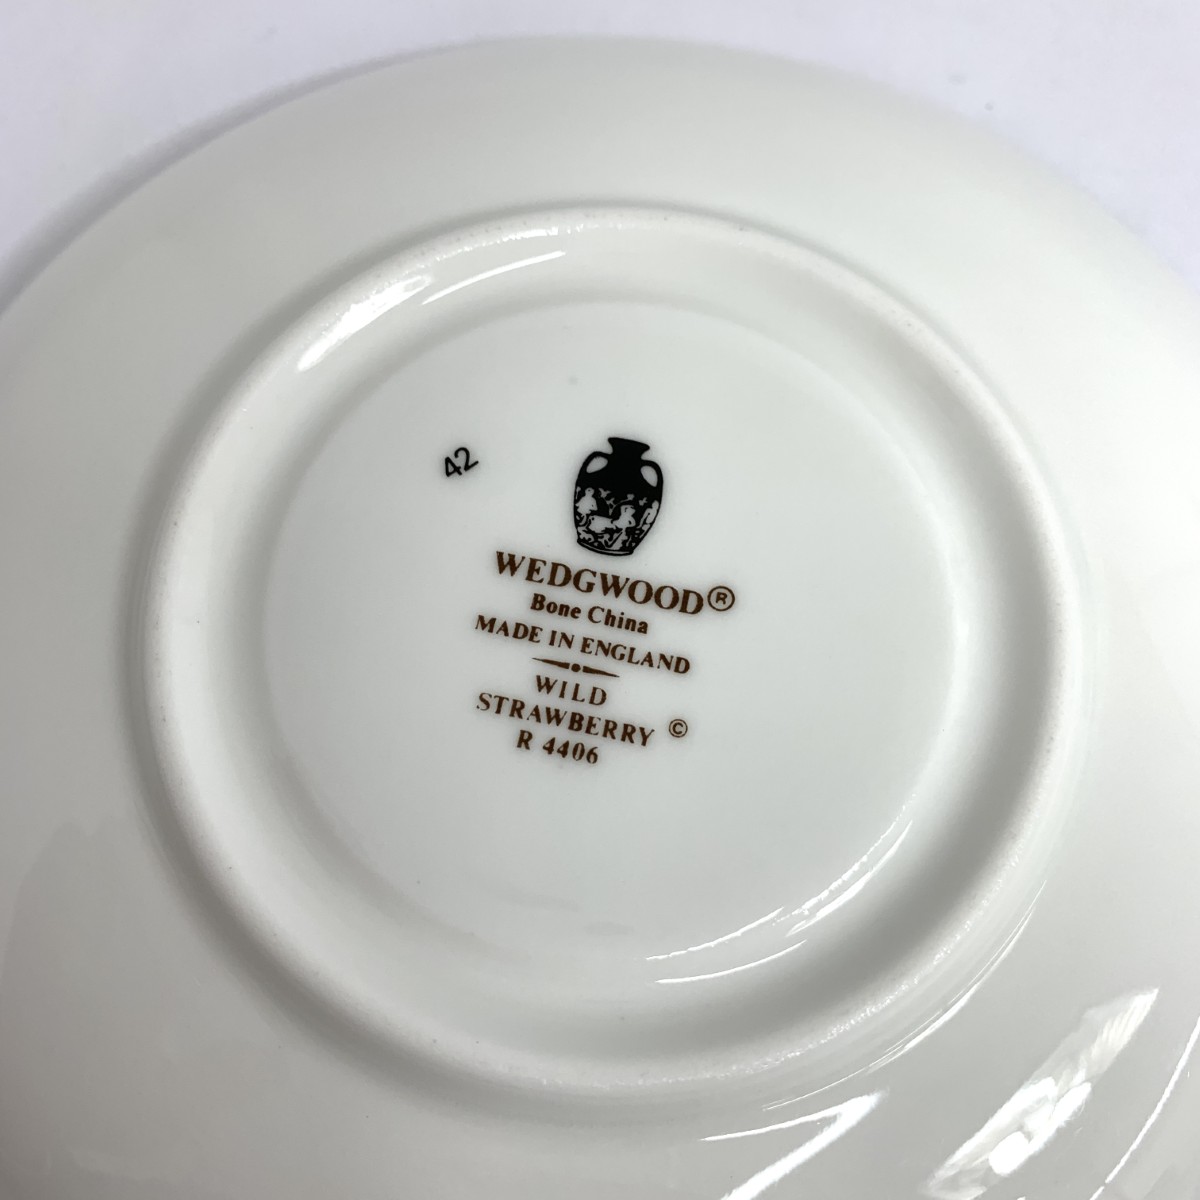 42
WEDGWOOD®
Bone China
MADE IN ENGLAND
WILD
STRAWBERRY ©
R 4406